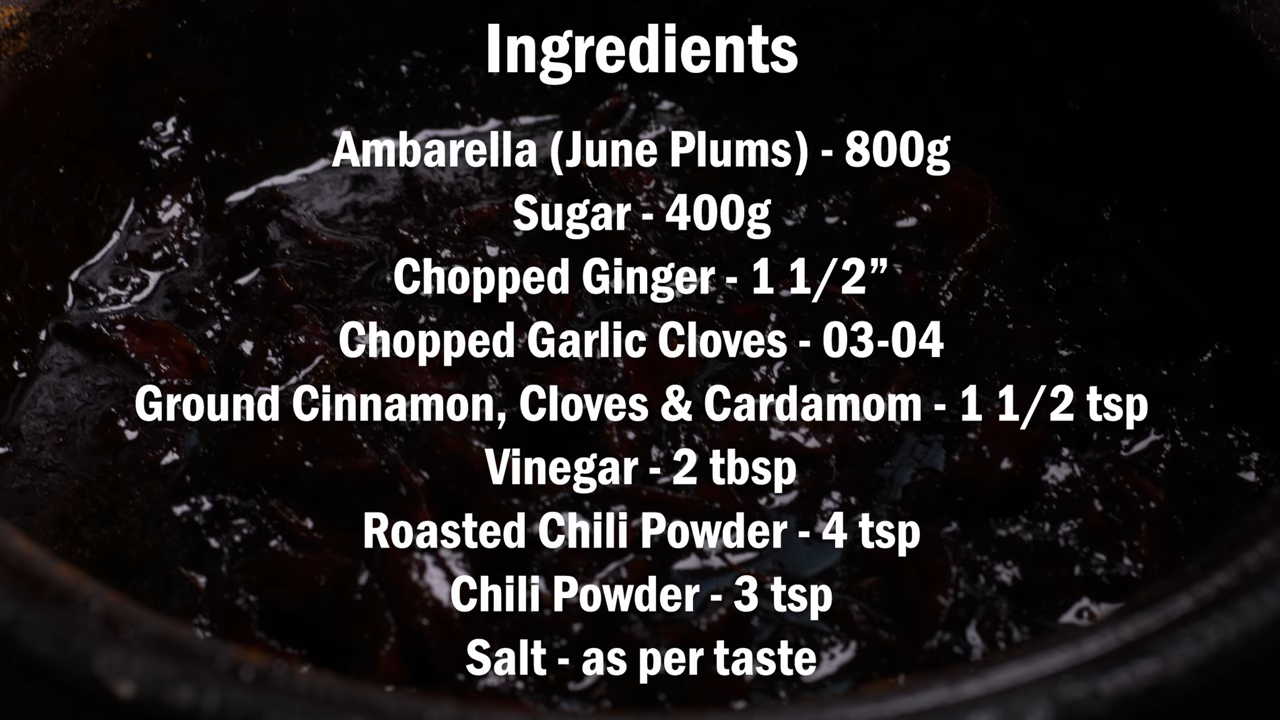 Ingredients
Ambarella (June Plums) - 800g
Sugar - 400g
Chopped Ginger - 1 1/2”
Chopped Garlic Cloves - 03-04
Ground Cinnamon, Cloves & Cardamom - 1 1/2 tsp
Vinegar - 2 tbsp
Roasted Chili Powder - 4 tsp
Chili Powder - 3 tsp
Salt - as per taste